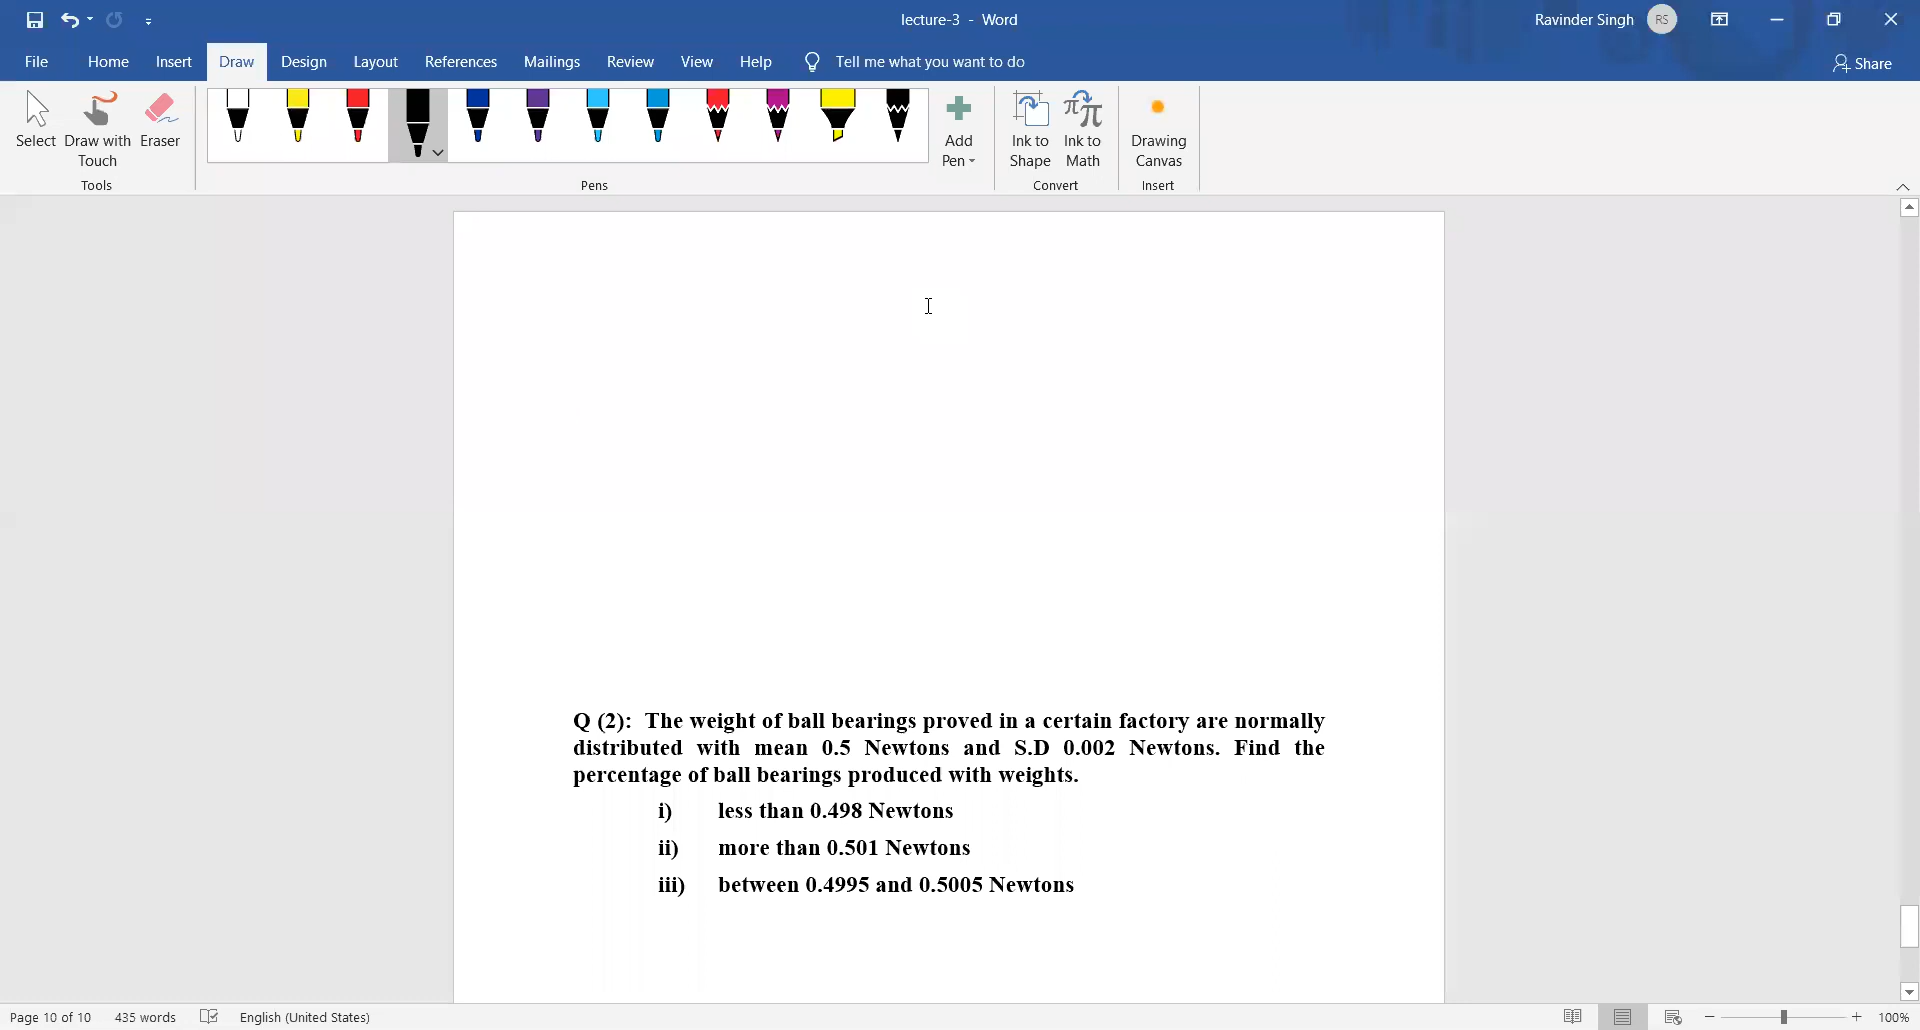 lecture-3 - Word
Ravinder Singh
RS
File Home Insert Draw Design Layout References Mailings Review View Help Tell me what you want to do
Share
Select Draw with Touch Eraser
Add Pen
Ink to Shape Ink to Math
Drawing Canvas
Tools Pens Convert Insert
Q (2): The weight of ball bearings proved in a certain factory are normally
distributed with mean 0.5 Newtons and S.D 0.002 Newtons. Find the
percentage of ball bearings produced with weights.
i) less than 0.498 Newtons
ii) more than 0.501 Newtons
iii) between 0.4995 and 0.5005 Newtons
Page 10 of 10 435 words English (United States) 100%